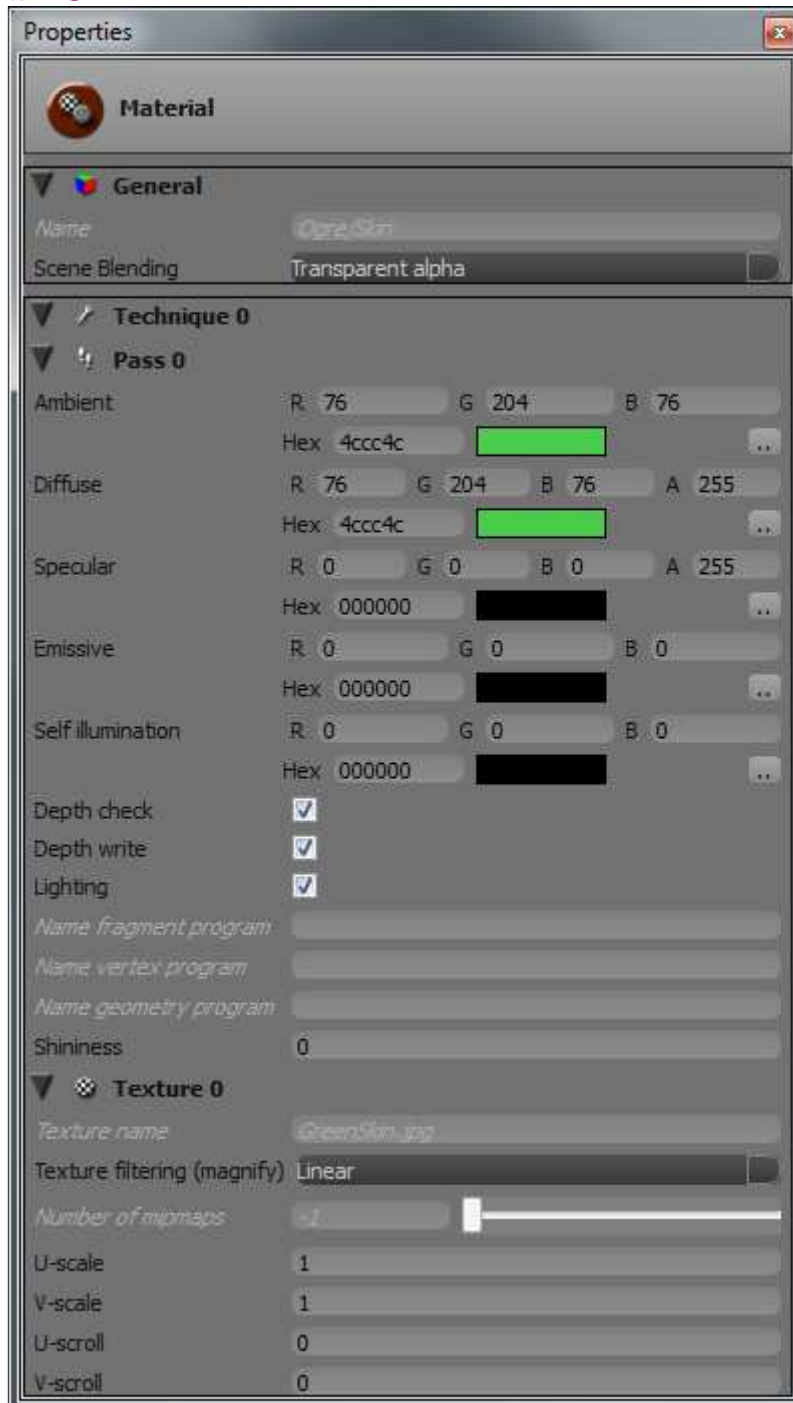 Properties
Material
General
Name Ogre/Skin
Scene Blending Transparent alpha
Technique 0
Pass 0
Ambient R 76 G 204 B 76
Hex 4ccc4c ..
Diffuse R 76 G 204 B 76 A 255
Hex 4ccc4c ..
Specular R 0 G 0 B 0 A 255
Hex 000000 ..
Emissive R 0 G 0 B 0
Hex 000000 ..
Self illumination R 0 G 0 B 0
Hex 000000 ..
Depth check
Depth write
Lighting
Name fragment program
Name vertex program
Name geometry program
Shininess 0
Texture 0
Texture name GreenSkin.jpg
Texture filtering (magnify) Linear
Number of mipmaps -1
U-scale 1
V-scale 1
U-scroll 0
V-scroll 0